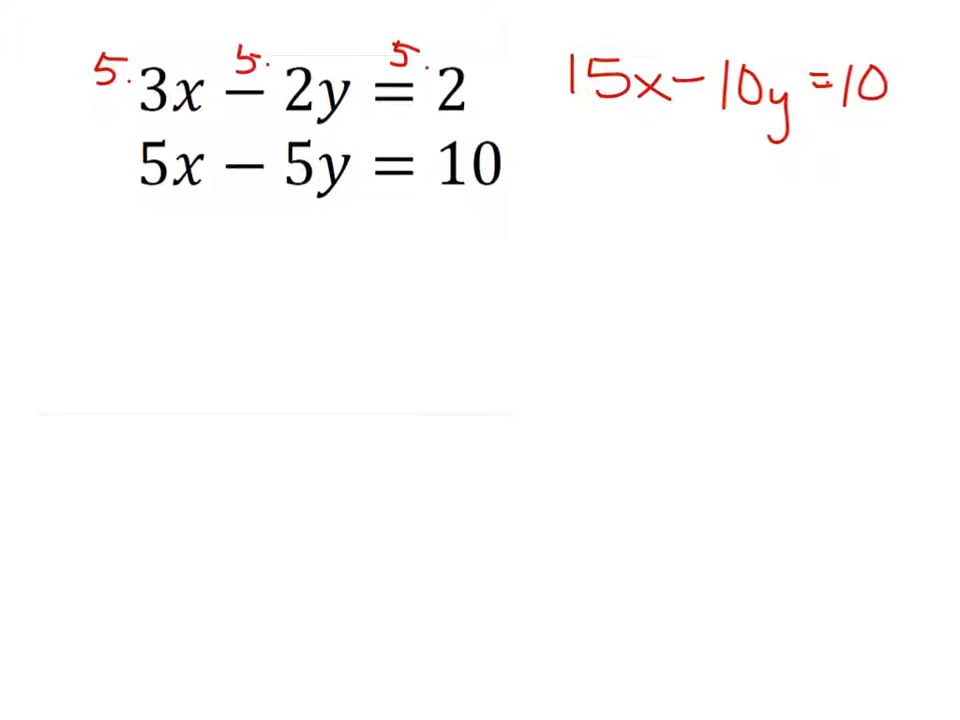 5. 5. 5.
3x − 2y = 2 15x − 10y = 10
5x − 5y = 10